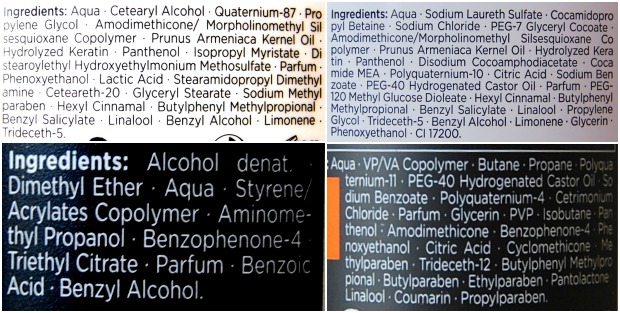 Ingredients: Aqua · Cetearyl Alcohol · Quaternium-87 · Pro
pylene Glycol · Amodimethicone/ Morpholinomethyl Sil
sesquioxane Copolymer · Prunus Armeniaca Kernel Oil ·
Hydrolyzed Keratin · Panthenol · Isopropyl Myristate · Di
stearoylethyl Hydroxyethylmonium Methosulfate · Parfum ·
Phenoxyethanol · Lactic Acid · Stearamidopropyl Dimethyl
amine · Ceteareth-20 · Glyceryl Stearate · Sodium Methyl
paraben · Hexyl Cinnamal · Butylphenyl Methylpropional ·
Benzyl Salicylate · Linalool · Benzyl Alcohol · Limonene ·
Trideceth-5.
Ingredients: Aqua · Sodium Laureth Sulfate · Cocamidopro
pyl Betaine · Sodium Chloride · PEG-7 Glyceryl Cocoate ·
Amodimethicone/Morpholinomethyl Silsesquioxane Co
polymer · Prunus Armeniaca Kernel Oil · Hydrolyzed Kera
tin · Panthenol · Disodium Cocoamphodiacetate · Coca
mide MEA · Polyquaternium-10 · Citric Acid · Sodium Ben
zoate · PEG-40 Hydrogenated Castor Oil · Parfum · PEG-
120 Methyl Glucose Dioleate · Hexyl Cinnamal · Butylphenyl
Methylpropional · Benzyl Salicylate · Linalool · Propylene
Glycol · Trideceth-5 · Benzyl Alcohol · Limonene · Glycerin ·
Phenoxyethanol · CI 17200.
Ingredients: Alcohol denat. ·
Dimethyl Ether · Aqua · Styrene/
Acrylates Copolymer · Aminome-
thyl Propanol · Benzophenone-4 ·
Triethyl Citrate · Parfum · Benzoic
Acid · Benzyl Alcohol.
: Aqua · VP/VA Copolymer · Butane · Propane · Polyqua
ternium-11 · PEG-40 Hydrogenated Castor Oil · So
dium Benzoate · Polyquaternium-4 · Cetrimonium
Chloride · Parfum · Glycerin · PVP · Isobutane · Pan
thenol · Amodimethicone · Benzophenone-4 · Phe
noxyethanol · Citric Acid · Cyclomethicone · Me
thylparaben · Trideceth-12 · Butylphenyl Methylpro
pional · Butylparaben · Ethylparaben · Pantolactone ·
Linalool · Coumarin · Propylparaben.